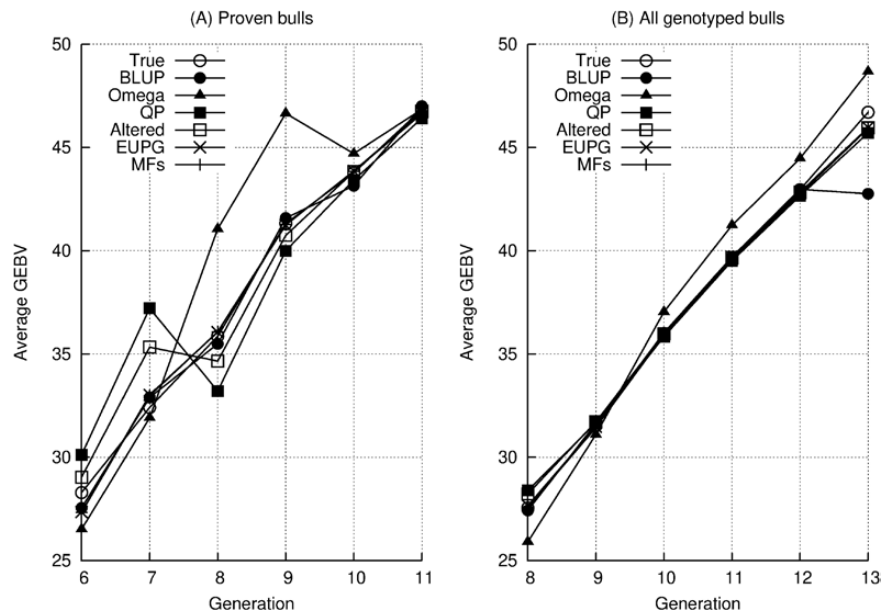 (A) Proven bulls
50
45
40
35
30
25
Average GEBV
True
BLUP
Omega
QP
Altered
EUPG
MFs
6 7 8 9 10 11
Generation
(B) All genotyped bulls
50
45
40
35
30
25
Average GEBV
True
BLUP
Omega
QP
Altered
EUPG
MFs
8 9 10 11 12 13
Generation